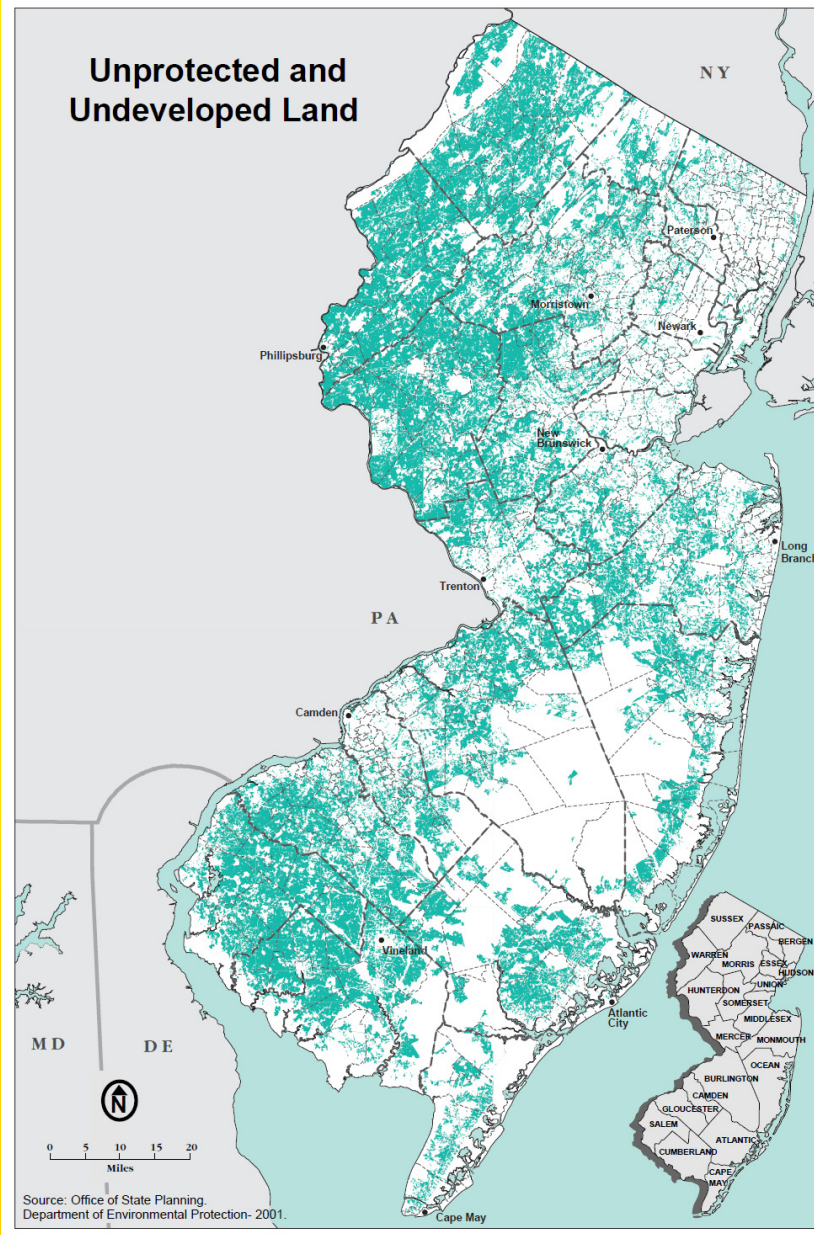 Unprotected and
Undeveloped Land
N Y
Paterson
Morristown
Newark
Phillipsburg
New
Brunswick
Long
Branch
Trenton
P A
Camden
Vineland
Atlantic
City
M D
D E
N
0 5 10 15 20
Miles
Source: Office of State Planning.
Department of Environmental Protection- 2001.
Cape May
SUSSEX
PASSAIC
BERGEN
WARREN
MORRIS
ESSEX
HUDSON
HUNTERDON
UNION
SOMERSET
MIDDLESEX
MERCER
MONMOUTH
OCEAN
BURLINGTON
CAMDEN
GLOUCESTER
SALEM
ATLANTIC
CUMBERLAND
CAPE
MAY